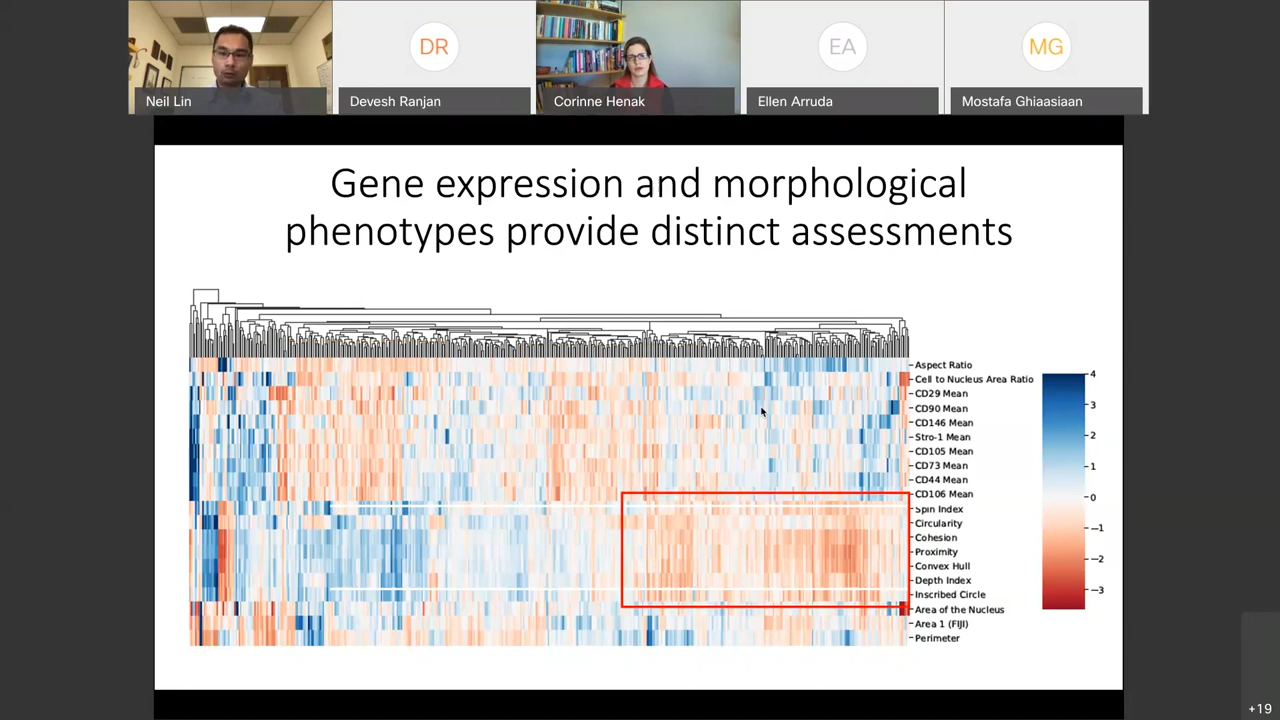 DR
EA
MG
Neil Lin
Devesh Ranjan
Corinne Henak
Ellen Arruda
Mostafa Ghiaasiaan
Gene expression and morphological
phenotypes provide distinct assessments
Aspect Ratio
Cell to Nucleus Area Ratio
CD29 Mean
CD90 Mean
CD146 Mean
Stro-1 Mean
CD105 Mean
CD73 Mean
CD44 Mean
CD106 Mean
Spin Index
Circularity
Cohesion
Proximity
Convex Hull
Depth Index
Inscribed Circle
Area of the Nucleus
Area 1 (FIJI)
Perimeter
4
3
2
1
0
−1
−2
−3
+19